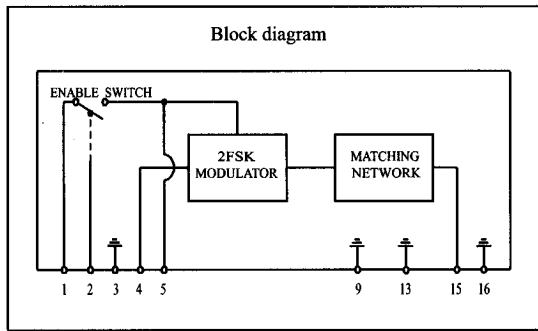 Block diagram
ENABLE SWITCH
2FSK
MODULATOR
MATCHING
NETWORK
1 2 3 4 5 9 13 15 16